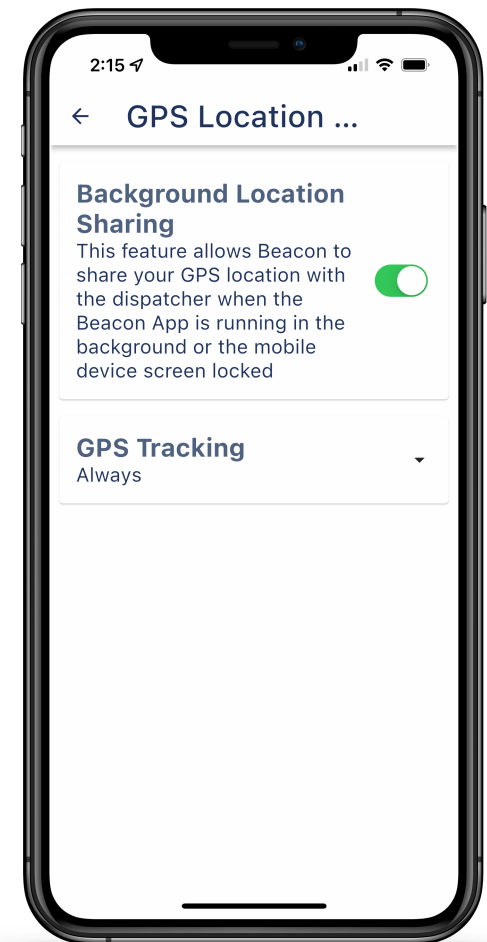 2:15
GPS Location ...
Background Location
Sharing
This feature allows Beacon to
share your GPS location with
the dispatcher when the
Beacon App is running in the
background or the mobile
device screen locked
GPS Tracking
Always